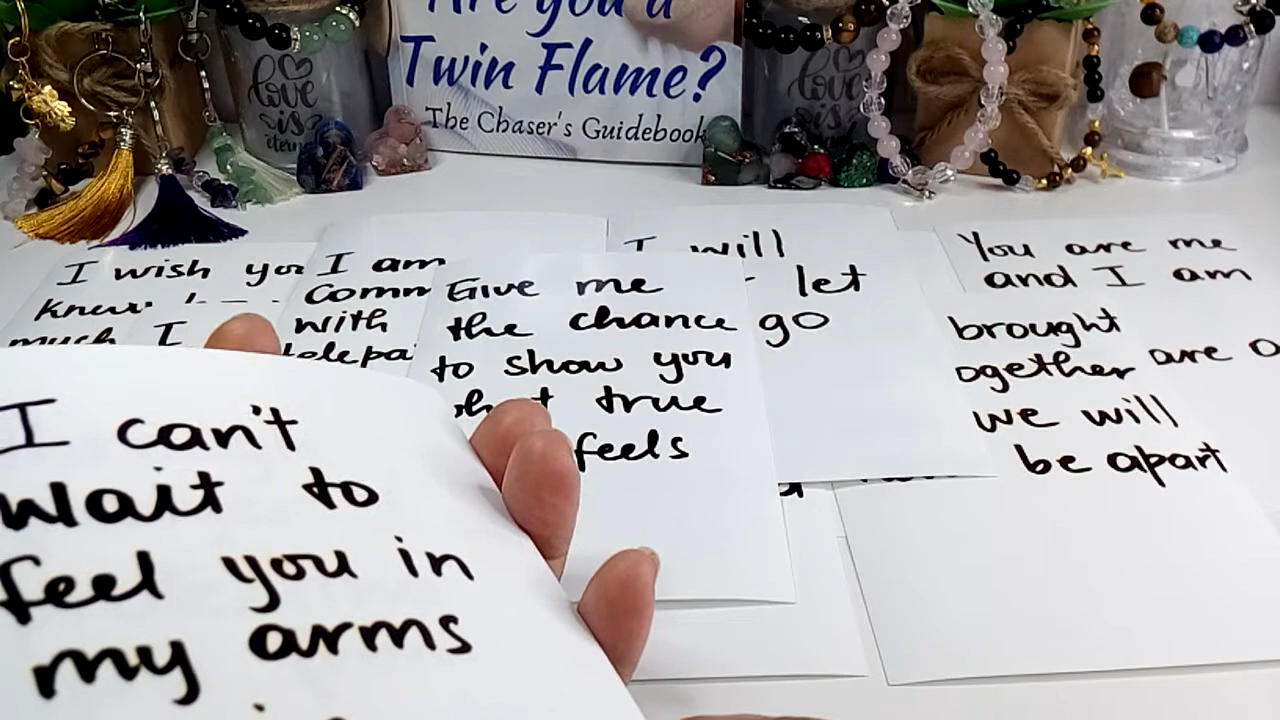 Are you a
Twin Flame?
The Chaser's Guidebook
love
is
love
is
I wish you
knew
much I
I am
with
Give me
the chance
to show you
true
feels
I will
let
go
You are me
and I am
brought
are
we will
be apart
I can't
wait to
feel you in
my arms